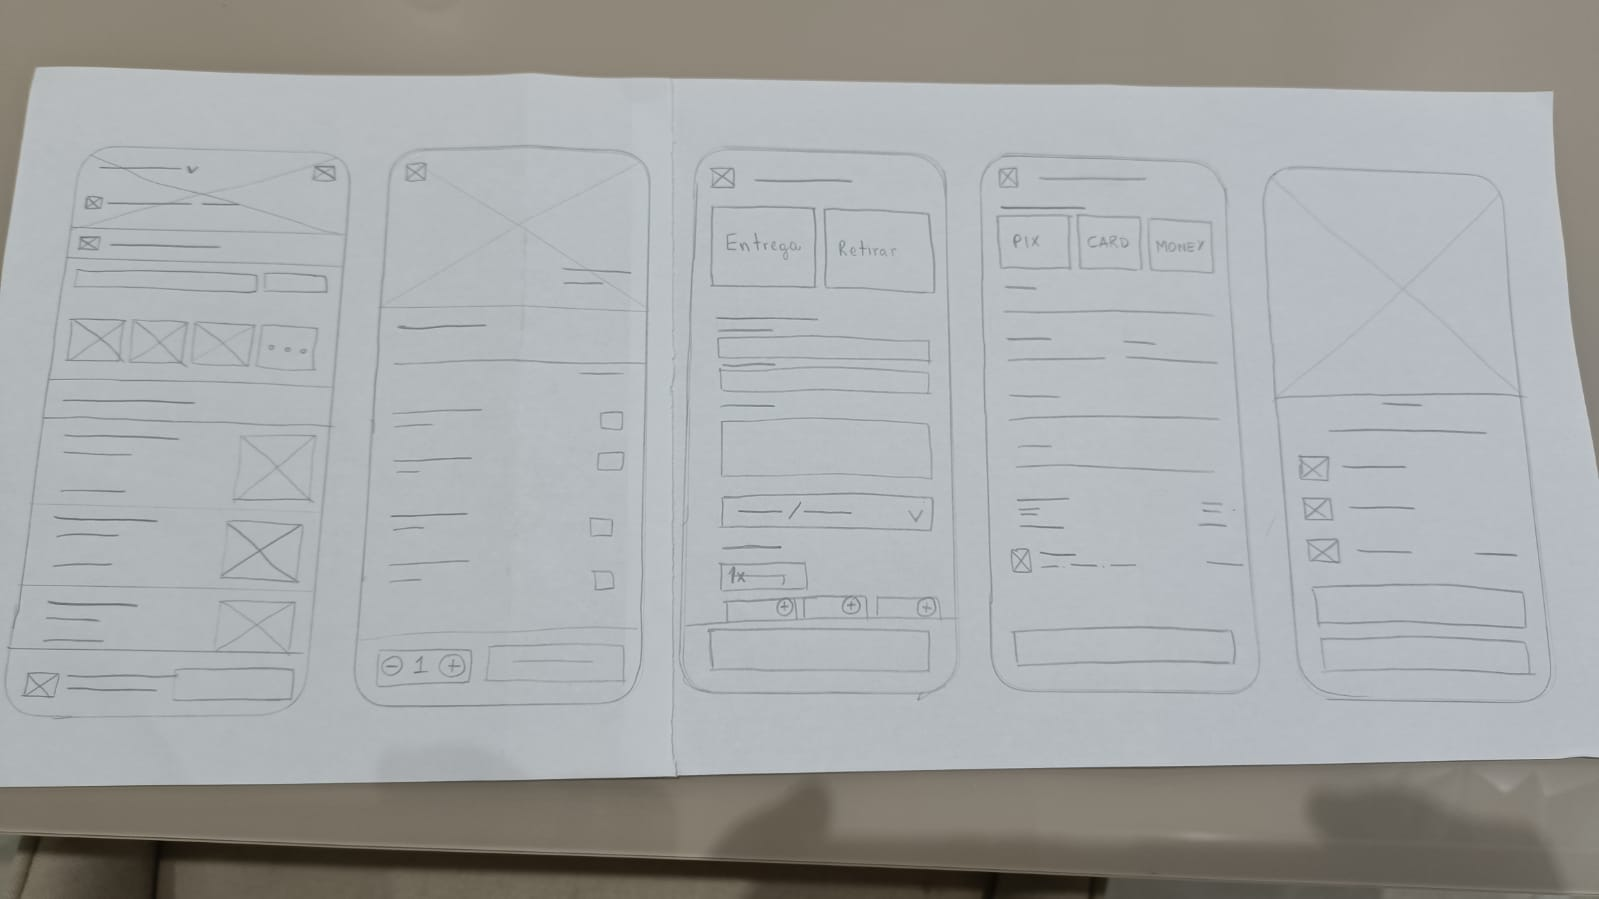 Entrega
Retirar
1x
1
PIX
CARD
MONEY